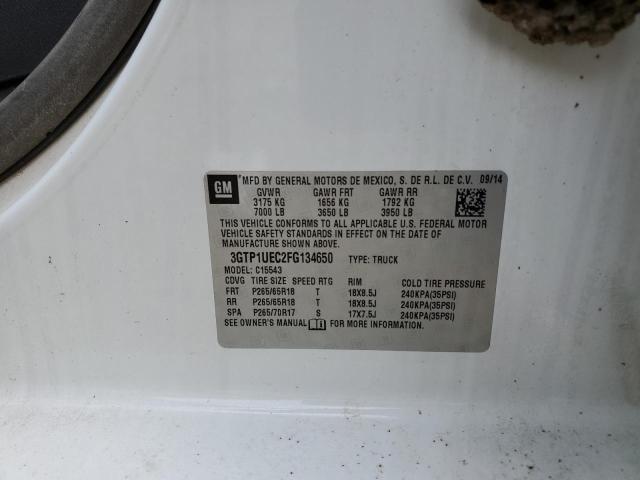 GM
MFD BY GENERAL MOTORS DE MEXICO, S. DE R.L. DE C.V. 09/14
GVWR GAWR FRT GAWR RR
3175 KG 1656 KG 1792 KG
7000 LB 3650 LB 3950 LB
THIS VEHICLE CONFORMS TO ALL APPLICABLE U.S. FEDERAL MOTOR
VEHICLE SAFETY STANDARDS IN EFFECT ON THE DATE OF
MANUFACTURE SHOWN ABOVE.
3GTP1UEC2FG134650 TYPE: TRUCK
MODEL: C15543
CDVG TIRE SIZE SPEED RTG RIM COLD TIRE PRESSURE
FRT P265/65R18 T 18X8.5J 240KPA(35PSI)
RR P265/65R18 T 18X8.5J 240KPA(35PSI)
SPA P265/70R17 S 17X7.5J 240KPA(35PSI)
SEE OWNER'S MANUAL FOR MORE INFORMATION.